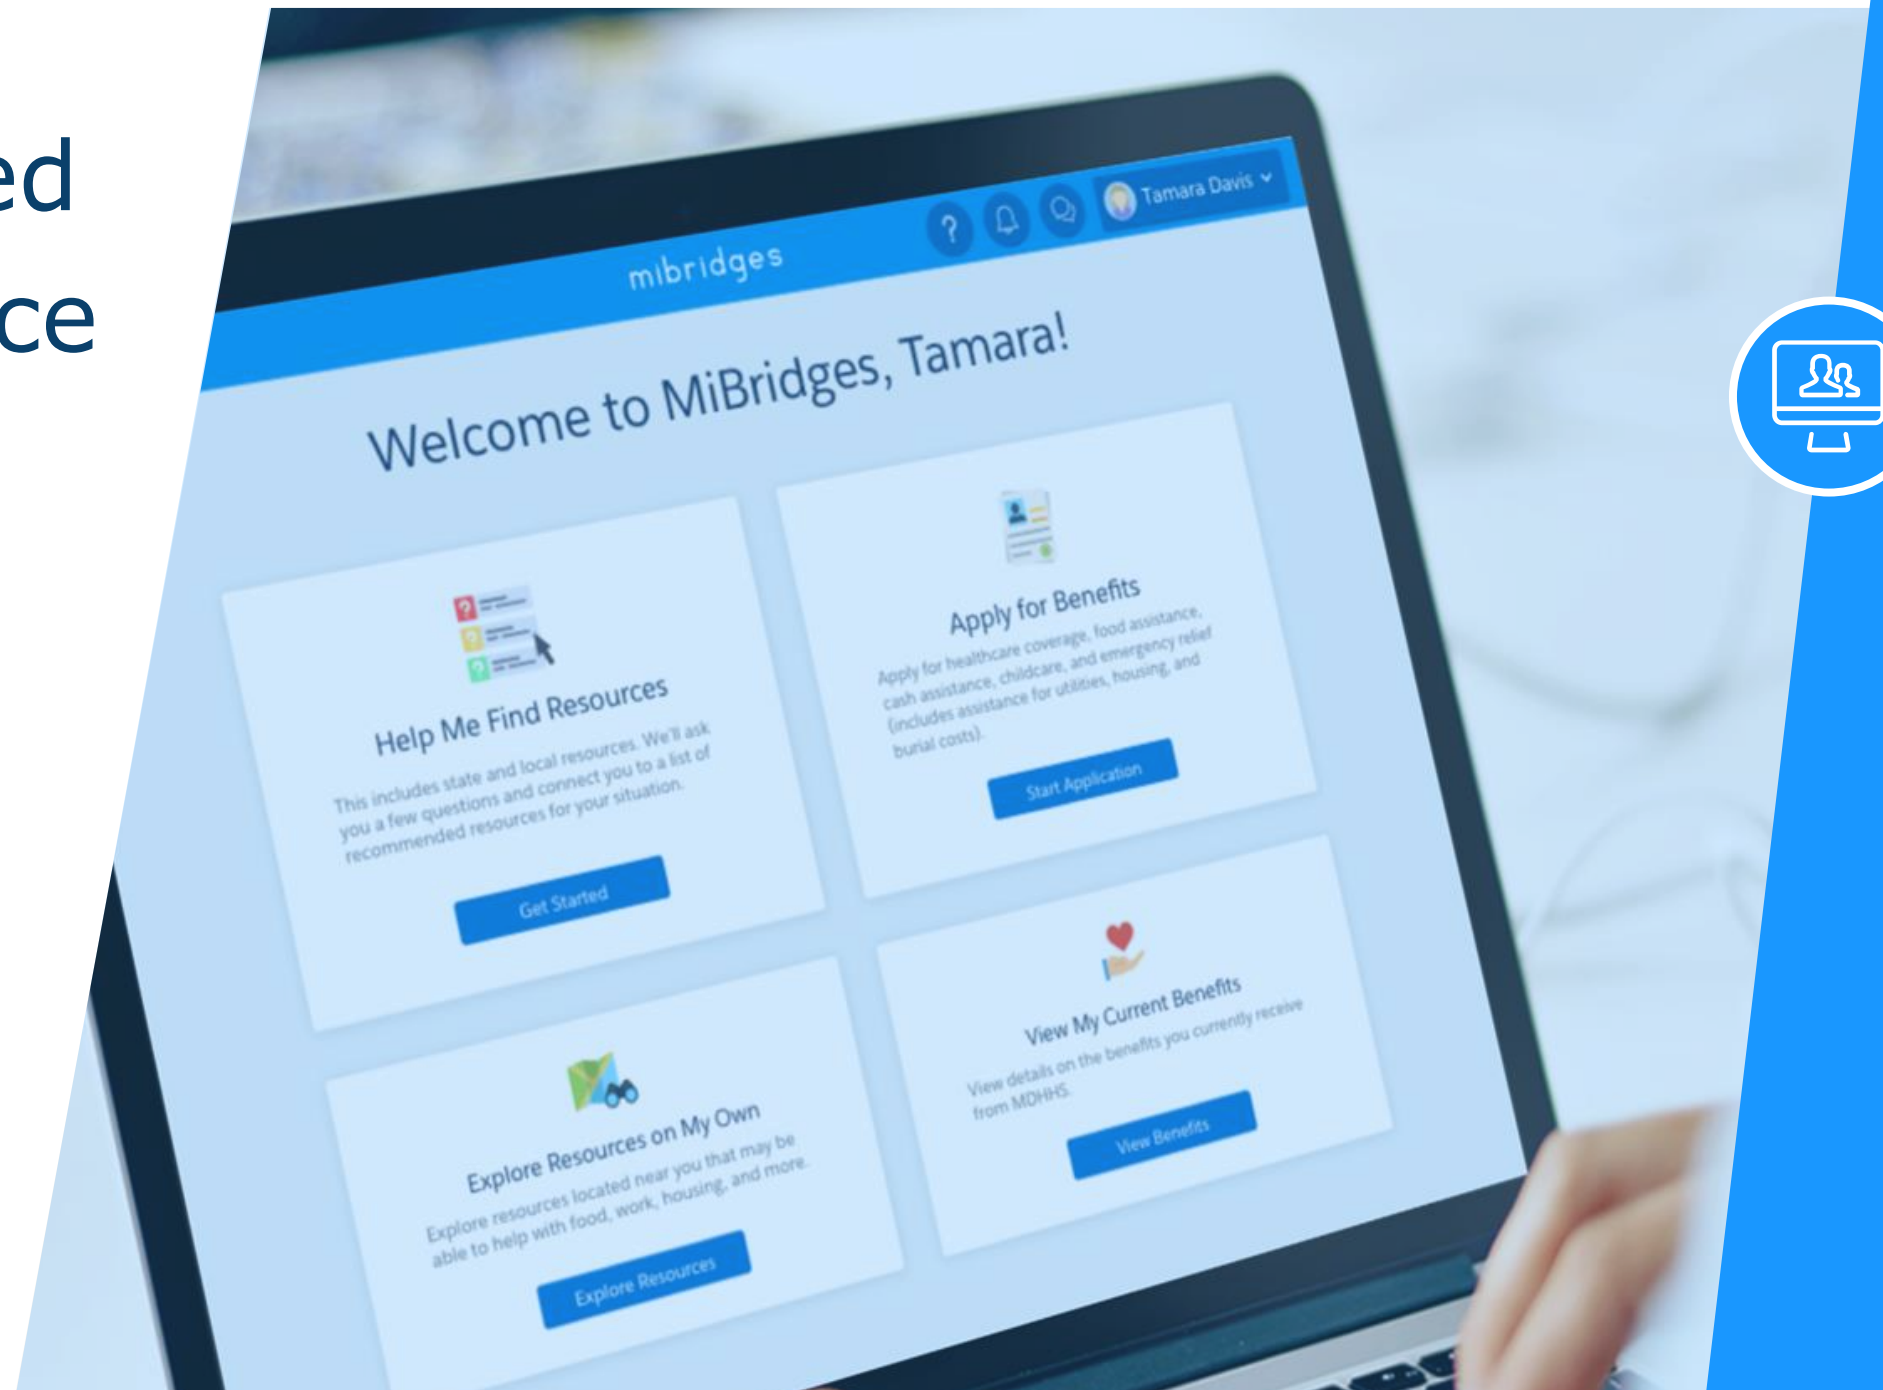 ed
ce
mibridges
? Tamara Davis
Welcome to MiBridges, Tamara!
Help Me Find Resources
This includes state and local resources. We'll ask
you a few questions and connect you to a list of
recommended resources for your situation.
Get Started
Apply for Benefits
Apply for healthcare coverage, food assistance,
cash assistance, childcare, and emergency relief
(includes assistance for utilities, housing, and
burial costs).
Start Application
Explore Resources on My Own
Explore resources located near you that may be
able to help with food, work, housing, and more.
Explore Resources
View My Current Benefits
View details on the benefits you currently receive
from MDHHS.
View Benefits